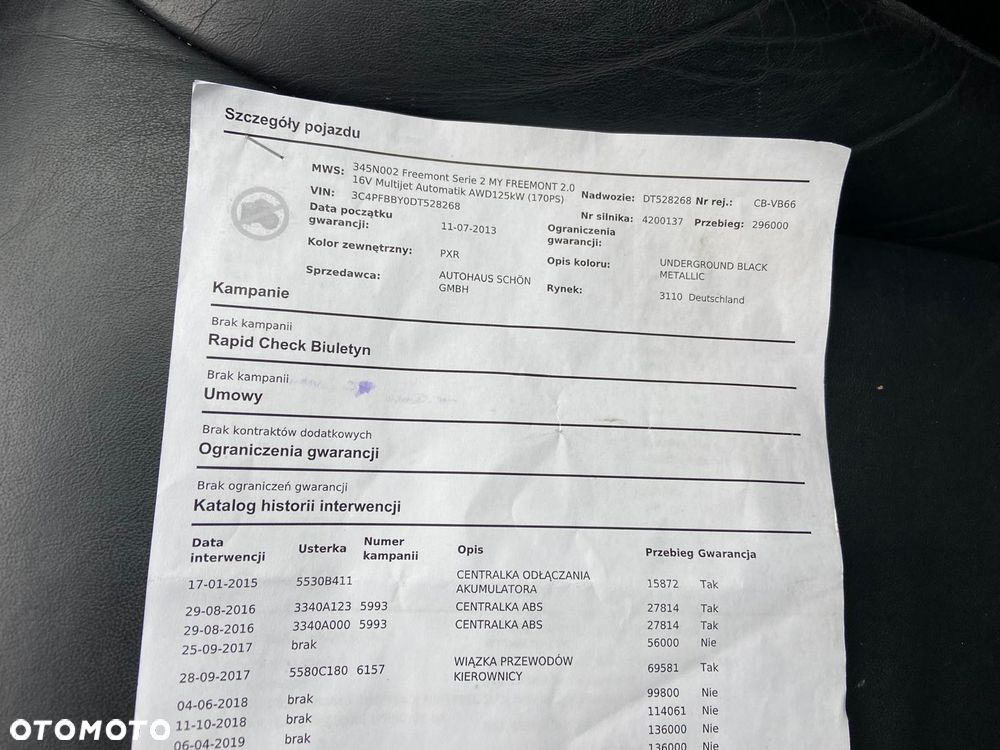 Szczegóły pojazdu
MWS: 345N002 Freemont Serie 2 MY FREEMONT 2.0
16V Multijet Automatik AWD125kW (170PS) Nadwozie: DT528268 Nr rej.: CB-VB66
VIN: 3C4PFBBY0DT528268 Nr silnika: 4200137 Przebieg: 296000
Data początku
gwarancji: 11-07-2013 Ograniczenia
gwarancji:
Kolor zewnętrzny: PXR Opis koloru: UNDERGROUND BLACK
METALLIC
Sprzedawca: AUTOHAUS SCHÖN
GMBH Rynek: 3110 Deutschland
Kampanie
Brak kampanii
Rapid Check Biuletyn
Brak kampanii
Umowy
Brak kontraktów dodatkowych
Ograniczenia gwarancji
Brak ograniczeń gwarancji
Katalog historii interwencji
Data
interwencji Usterka Numer
kampanii Opis Przebieg Gwarancja
17-01-2015 5530B411 CENTRALKA ODŁĄCZANIA
AKUMULATORA 15872 Tak
29-08-2016 3340A123 5993 CENTRALKA ABS 27814 Tak
29-08-2016 3340A000 5993 CENTRALKA ABS 27814 Tak
25-09-2017 brak 56000 Nie
28-09-2017 5580C180 6157 WIĄZKA PRZEWODÓW
KIEROWNICY 69581 Tak
04-06-2018 brak 99800 Nie
11-10-2018 brak 114061 Nie
06-04-2019 brak 136000 Nie
136000 Nie
OTOMOTO